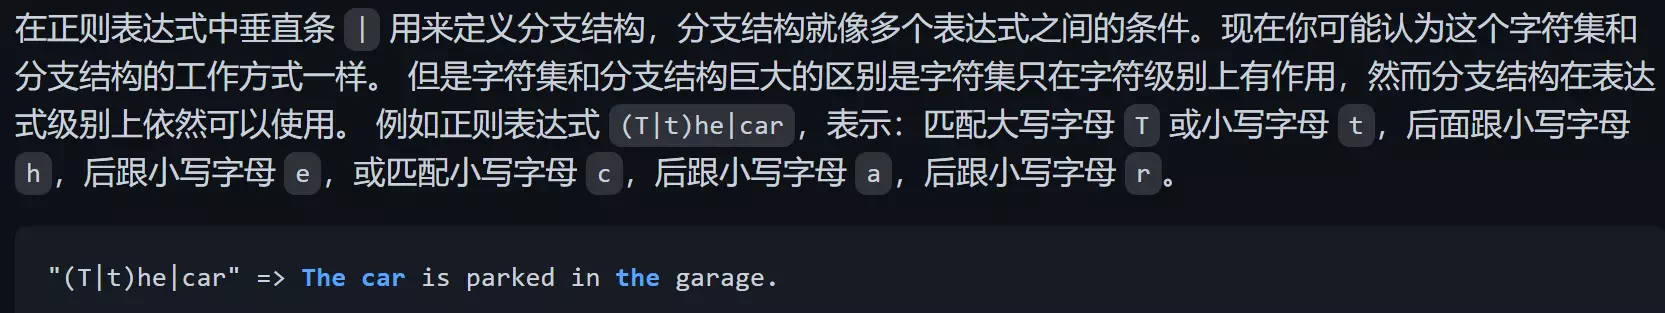 在正则表达式中垂直条 | 用来定义分支结构，分支结构就像多个表达式之间的条件。现在你可能认为这个字符集和
分支结构的工作方式一样。 但是字符集和分支结构巨大的区别是字符集只在字符级别上有作用，然而分支结构在表达
式级别上依然可以使用。 例如正则表达式 (T|t)he|car，表示：匹配大写字母 T 或小写字母 t，后面跟小写字母
h，后跟小写字母 e，或匹配小写字母 c，后跟小写字母 a，后跟小写字母 r。
"(T|t)he|car" => The car is parked in the garage.